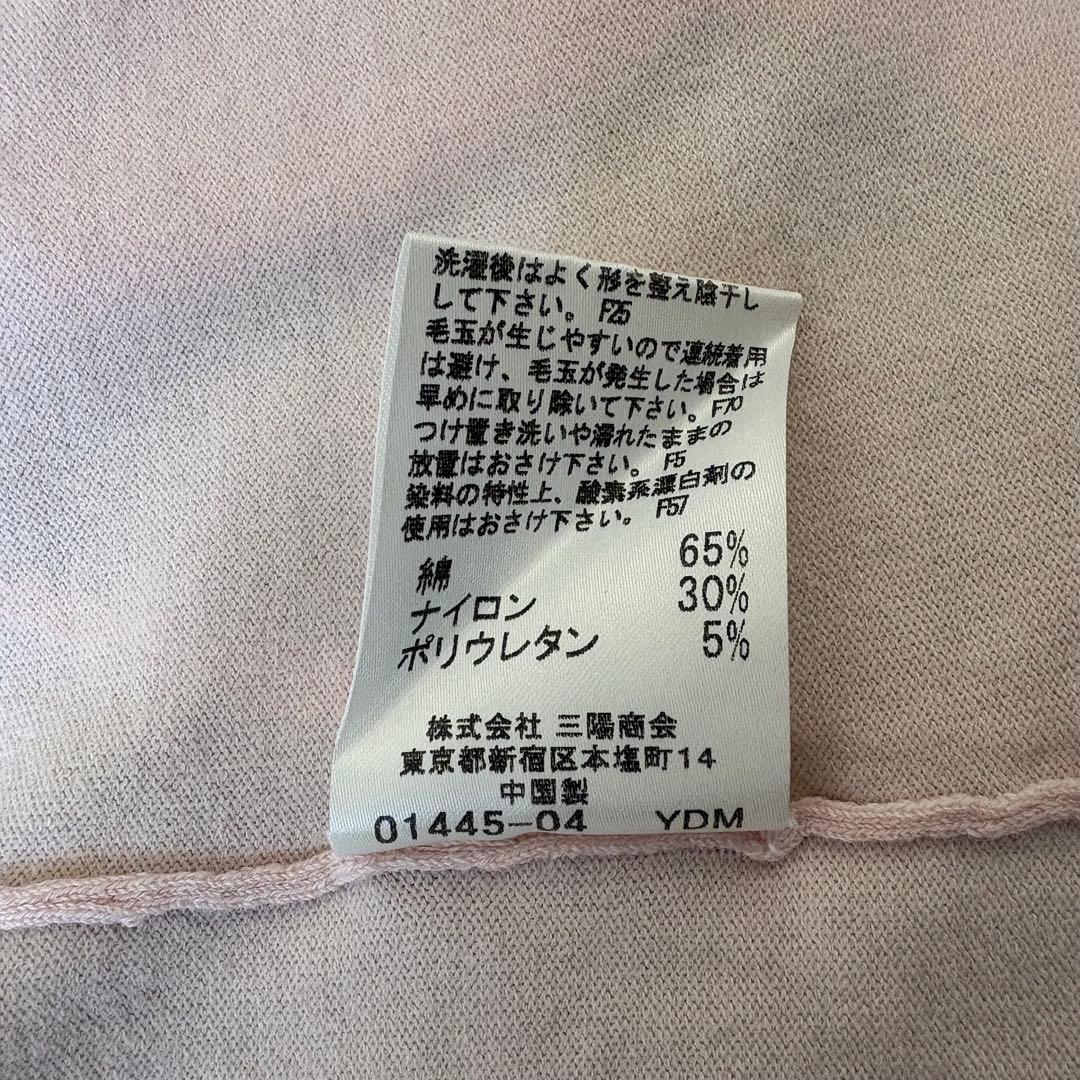 洗濯後はよく形を整え陰干し
して下さい。 F25
毛玉が生じやすいので連続着用
は避け、毛玉が発生した場合は
早めに取り除いて下さい。F70
つけ置き洗いや濡れたままの
放置はおさけ下さい。 F5
染料の特性上、酸素系漂白剤の
使用はおさけ下さい。 F57
綿 65%
ナイロン 30%
ポリウレタン 5%
株式会社 三陽商会
東京都新宿区本塩町14
中国製
01445-04 YDM